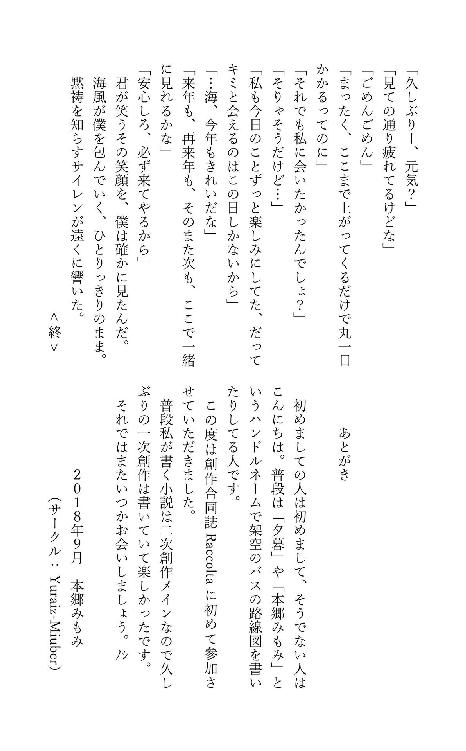 「久しぶりー、元気？」
「見ての通り疲れてるけどな」
「ごめんごめん」
「まったく、ここまで上がってくるだけで丸一日
かかるってのに」
「それでも私に会いたかったんでしょ？」
「そりゃそうだけど…」
「私も今日のことずっと楽しみにしてた、だって
キミと会えるのはこの日しかないから」
「…海、今年もきれいだな」
「来年も、再来年も、そのまた次も、ここで一緒
に見れるかな」
「安心しろ、必ず来てやるから」
君が笑うその笑顔を、僕は確かに見たんだ。
海風が僕を包んでいく、ひとりっきりのまま。
黙祷を知らすサイレンが遠くに響いた。
＜終＞
あとがき
初めましての人は初めまして、そうでない人は
こんにちは。普段は「夕暮」や「本郷みもみ」と
いうハンドルネームで架空のバスの路線図を書い
たりしてる人です。
この度は創作合同誌 Raccolta に初めて参加さ
せていただきました。
普段私が書く小説は二次創作メインなので久し
ぶりの一次創作は書いていて楽しかったです。
それではまたいつかお会いしましょう。ﾉｼ
2018年9月　本郷みもみ
（サークル：Yuraiz-Miuber）